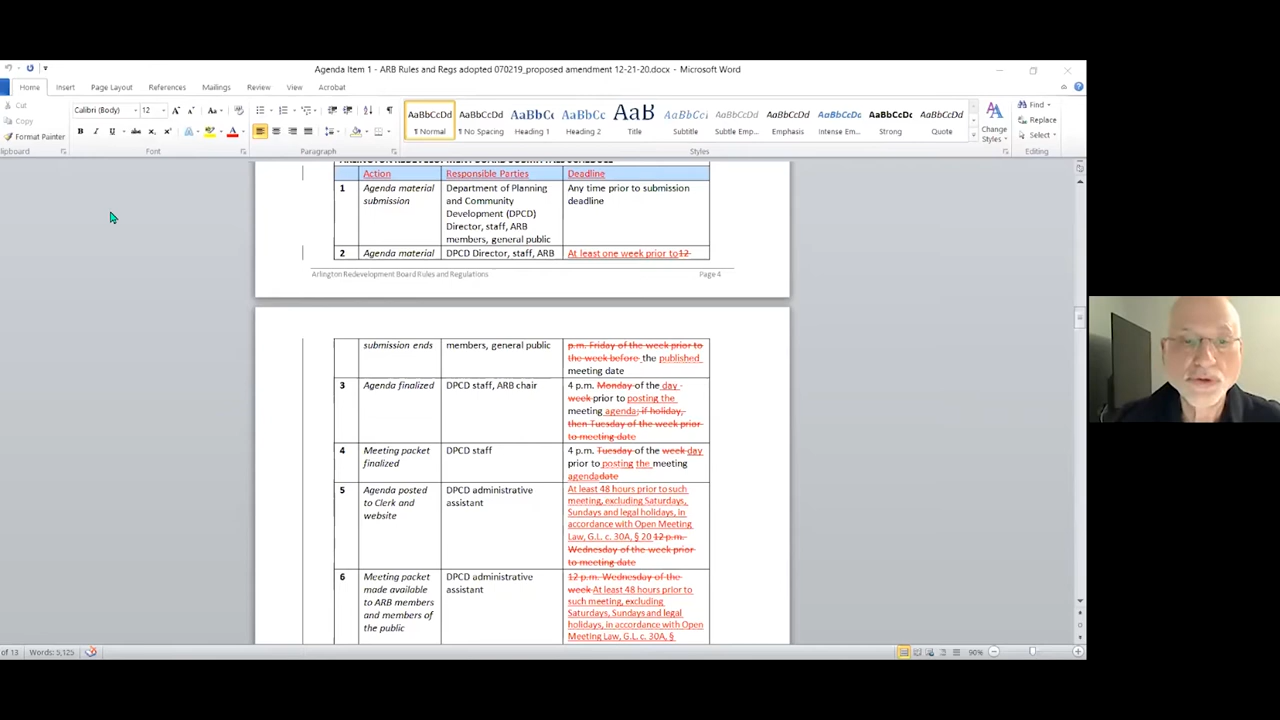 Agenda Item 1 - ARB Rules and Regs adopted 070219_proposed amendment 12-21-20.docx - Microsoft Word
Home Insert Page Layout References Mailings Review View Acrobat
Cut
Copy
Format Painter
Calibri (Body) 12
Clipboard Font Paragraph Styles Editing
AaBbCcDd AaBbCcDd AaBbC AaBbCc AaB AaBbCcD AaBbCcDd AaBbCcDd AaBbCcDd AaBbCcDd AaBbCcDd
¶ Normal ¶ No Spacing Heading 1 Heading 2 Title Subtitle Subtle Emp... Emphasis Intense Em... Strong Quote
Change
Styles
Find
Replace
Select
Action Responsible Parties Deadline
1 Agenda material Department of Planning Any time prior to submission
submission and Community deadline
Development (DPCD)
Director, staff, ARB
members, general public
2 Agenda material DPCD Director, staff, ARB At least one week prior to12
Arlington Redevelopment Board Rules and Regulations Page 4
submission ends members, general public p.m. Friday of the week prior to
the week before the published
meeting date
3 Agenda finalized DPCD staff, ARB chair 4 p.m. Monday of the day
week prior to posting the
meeting agenda; if holiday,
then Tuesday of the week prior
to meeting date
4 Meeting packet DPCD staff 4 p.m. Tuesday of the week day
finalized prior to posting the meeting
agendadate
5 Agenda posted DPCD administrative At least 48 hours prior to such
to Clerk and assistant meeting, excluding Saturdays,
website Sundays and legal holidays, in
accordance with Open Meeting
Law, G.L. c. 30A, § 20 12 p.m.
Wednesday of the week prior
to meeting date
6 Meeting packet DPCD administrative 12 p.m. Wednesday of the
made available assistant week At least 48 hours prior to
to ARB members such meeting, excluding
and members of Saturdays, Sundays and legal
the public holidays, in accordance with Open
Meeting Law, G.L. c. 30A, §
of 13 Words: 5,125 90%